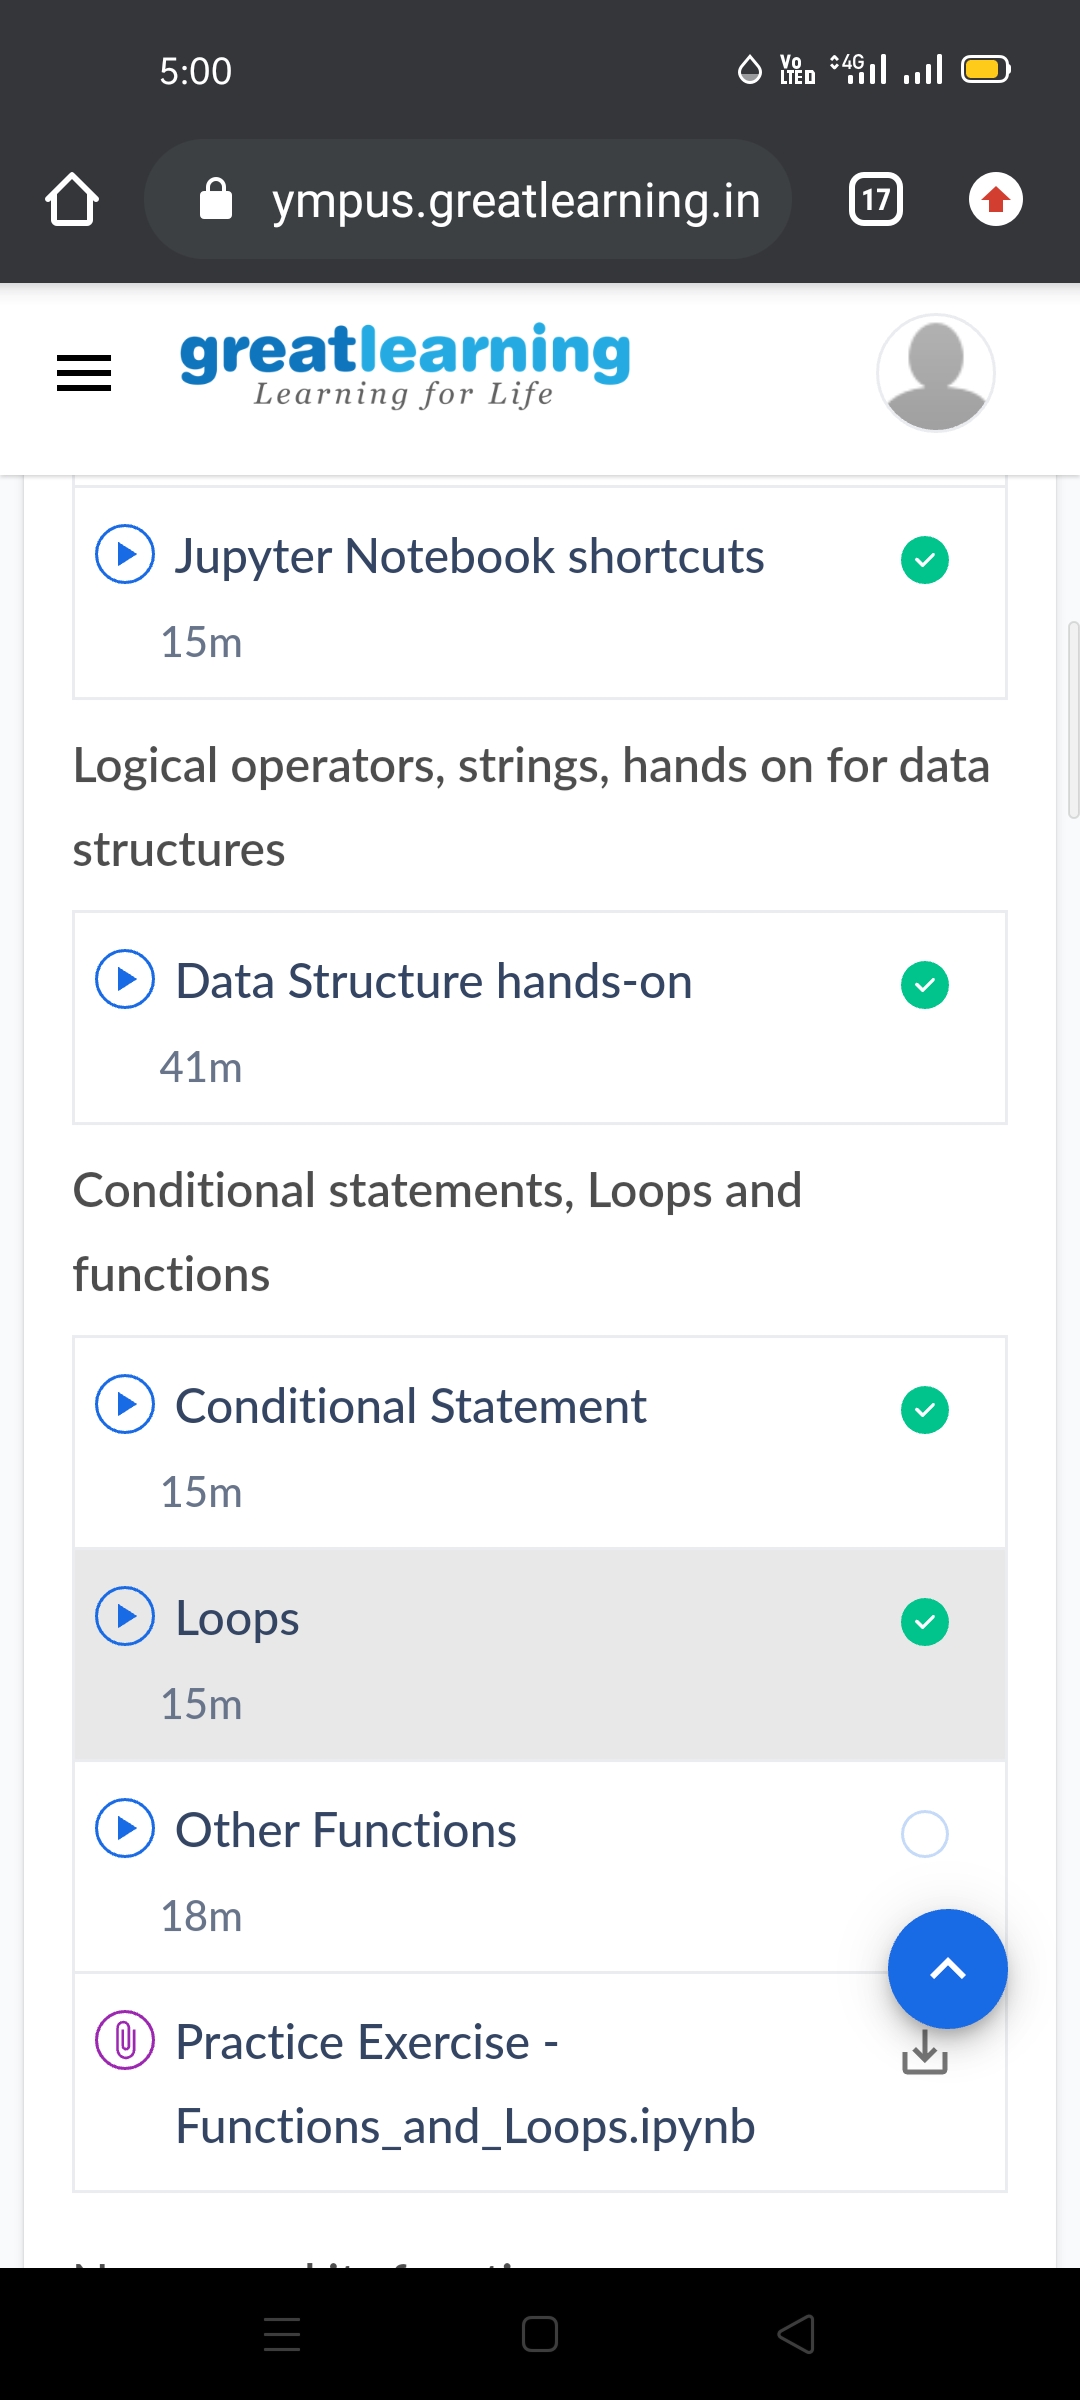 5:00
Vo LTE D 4G
ympus.greatlearning.in
17
greatlearning
Learning for Life
Jupyter Notebook shortcuts
15m
Logical operators, strings, hands on for data
structures
Data Structure hands-on
41m
Conditional statements, Loops and
functions
Conditional Statement
15m
Loops
15m
Other Functions
18m
Practice Exercise -
Functions_and_Loops.ipynb